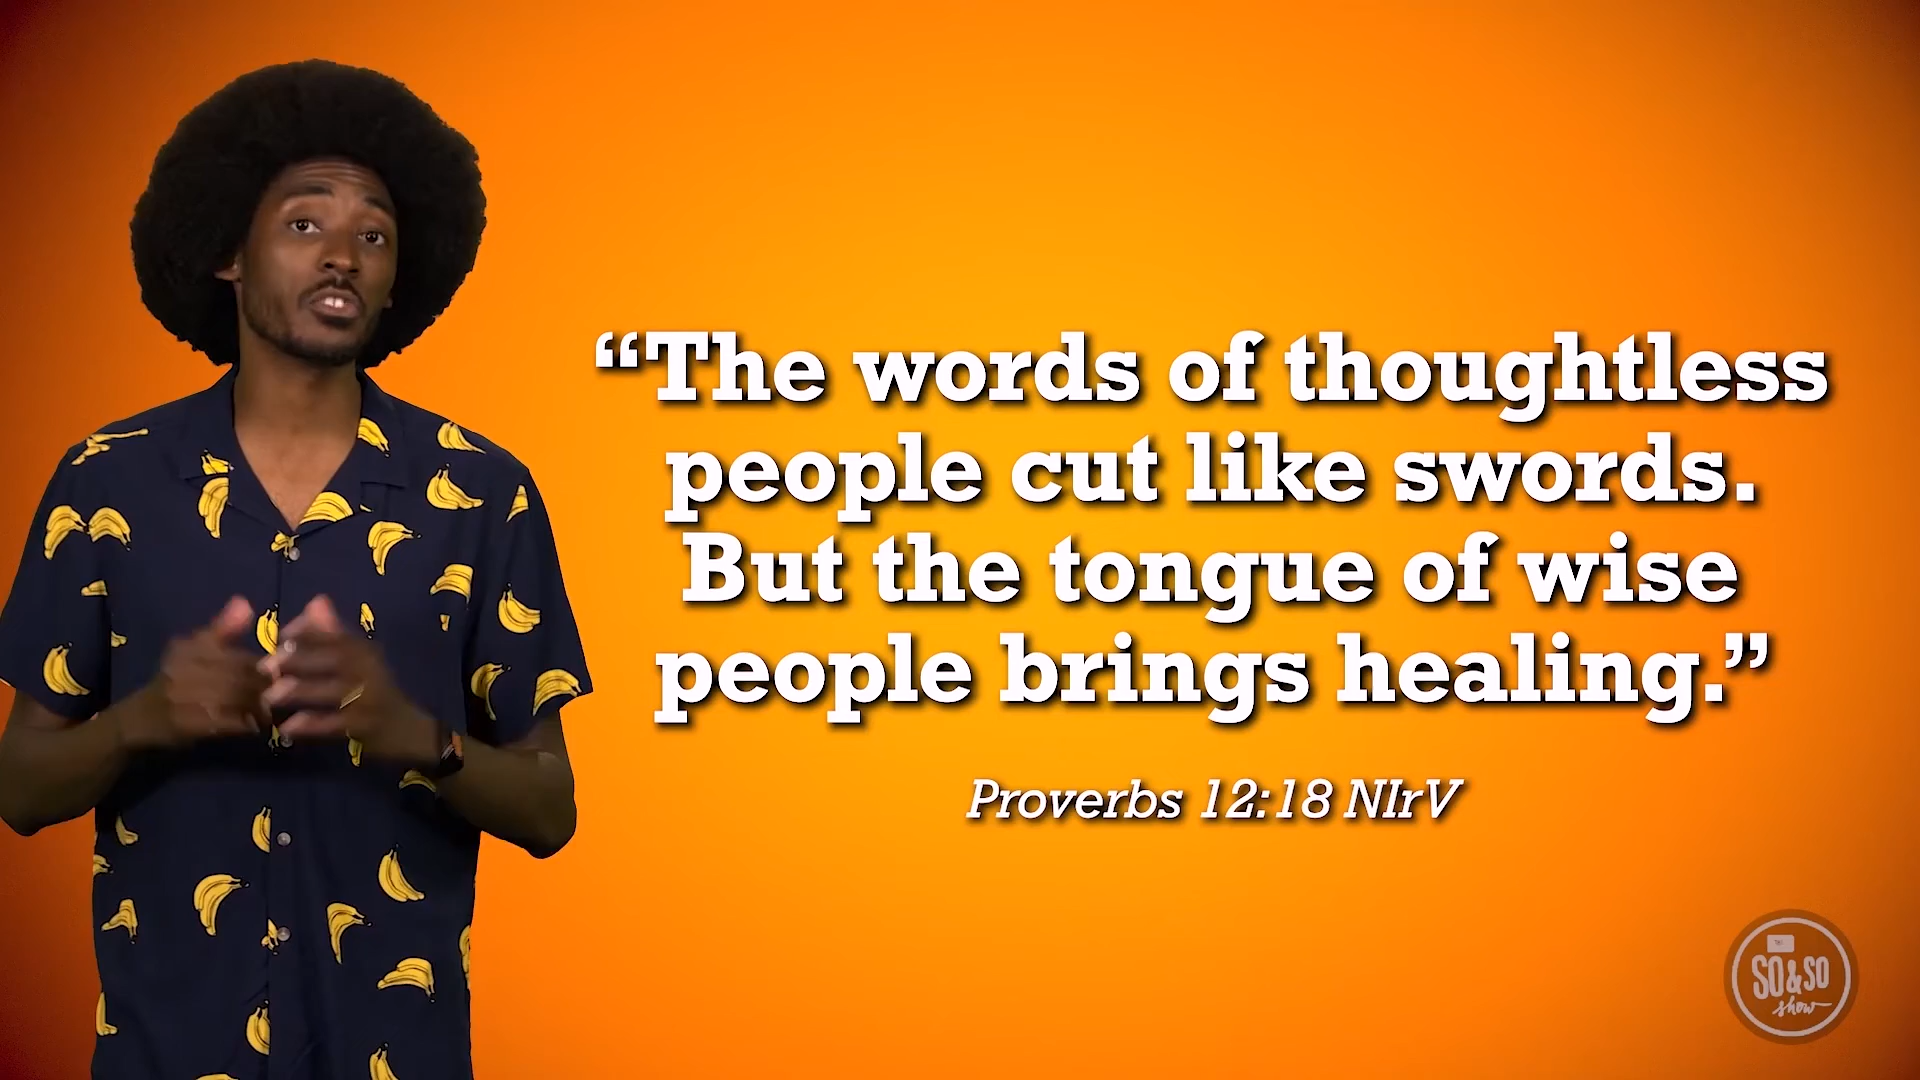 “The words of thoughtless
people cut like swords.
But the tongue of wise
people brings healing.”
Proverbs 12:18 NIrV
SO&SO
show